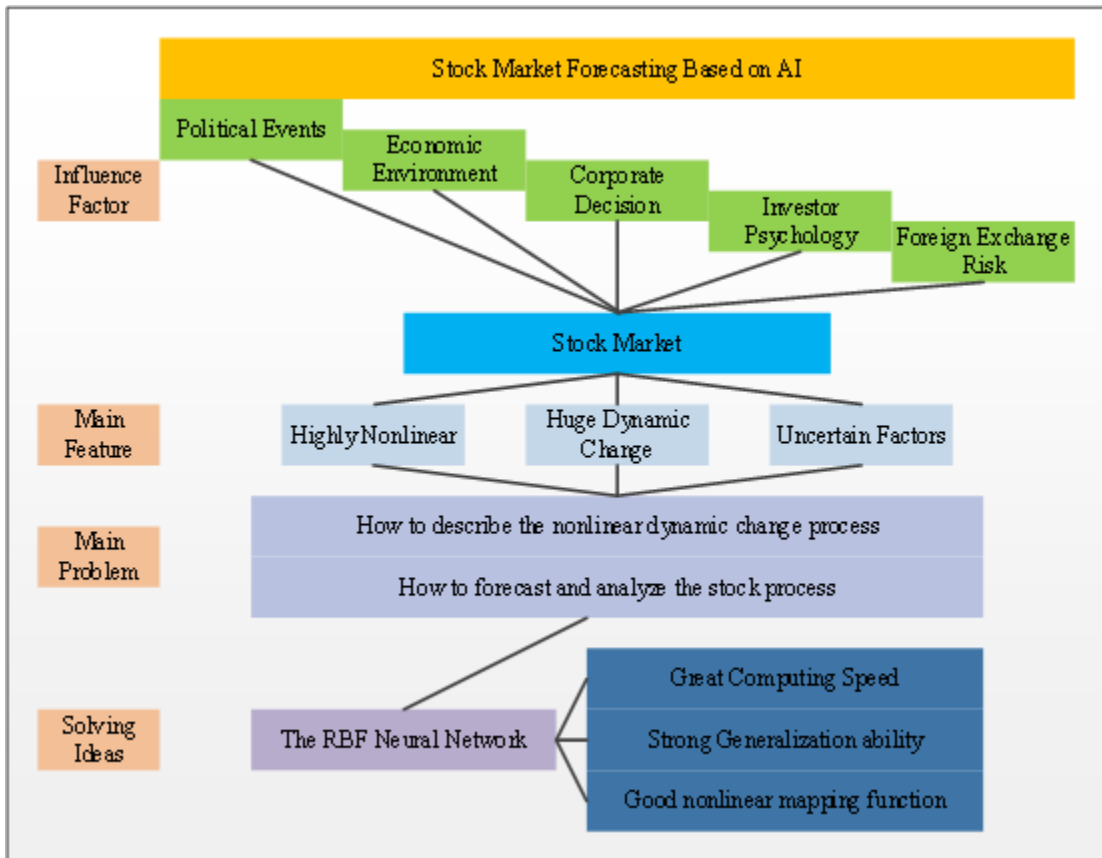 Stock Market Forecasting Based on AI
Political Events
Economic
Environment
Corporate
Decision
Investor
Psychology
Foreign Exchange
Risk
Influence
Factor
Stock Market
Main
Feature
Highly Nonlinear
Huge Dynamic
Change
Uncertain Factors
Main
Problem
How to describe the nonlinear dynamic change process
How to forecast and analyze the stock process
Solving
Ideas
The RBF Neural Network
Great Computing Speed
Strong Generalization ability
Good nonlinear mapping function